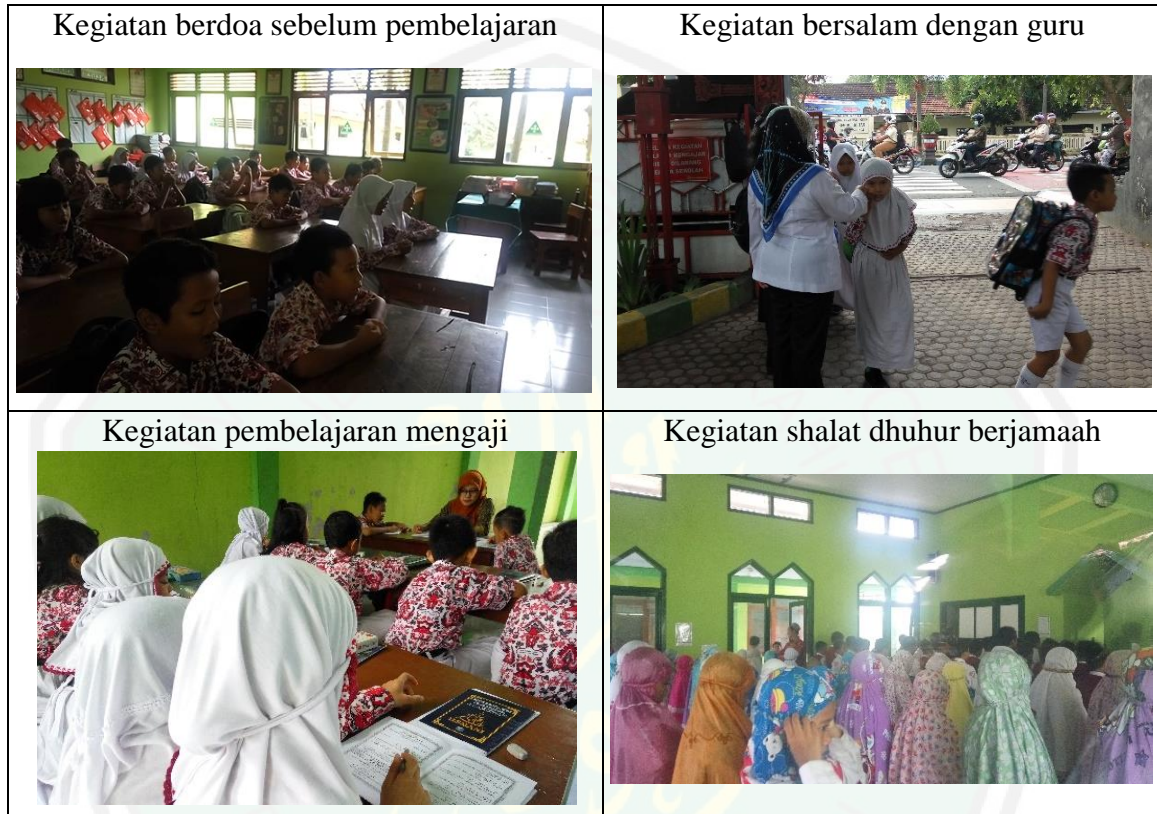 Kegiatan berdoa sebelum pembelajaran
Kegiatan bersalam dengan guru
Kegiatan pembelajaran mengaji
Kegiatan shalat dhuhur berjamaah